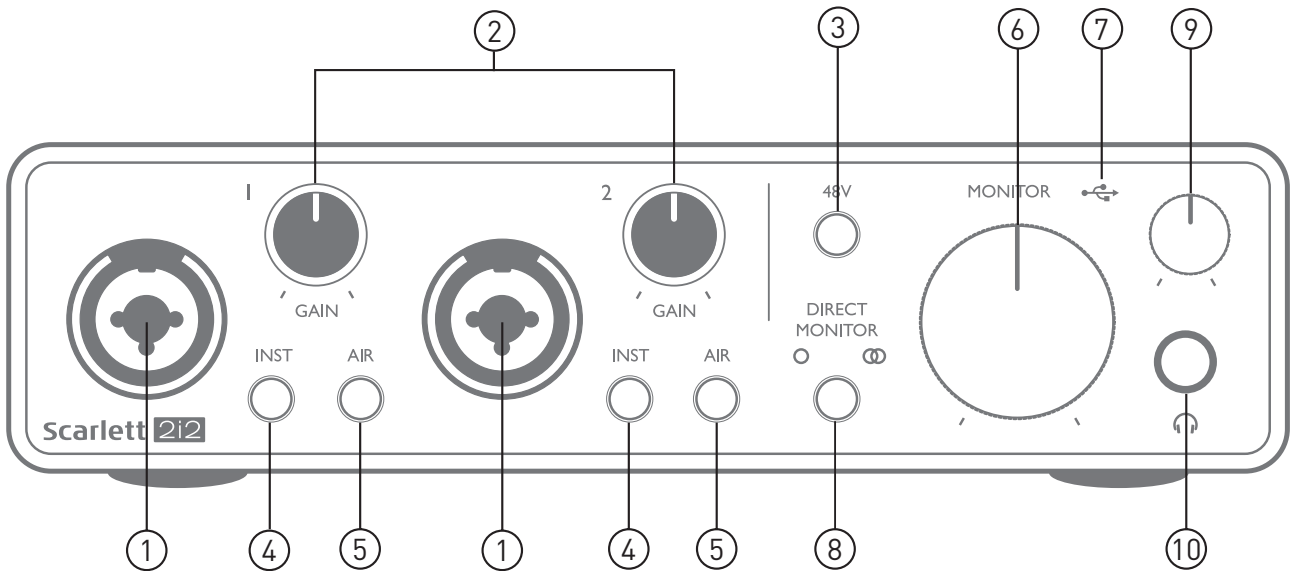 2
3
6
7
9
1
2
48V
MONITOR
GAIN
GAIN
DIRECT
MONITOR
INST
AIR
INST
AIR
Scarlett 2i2
1
4
5
1
4
5
8
10